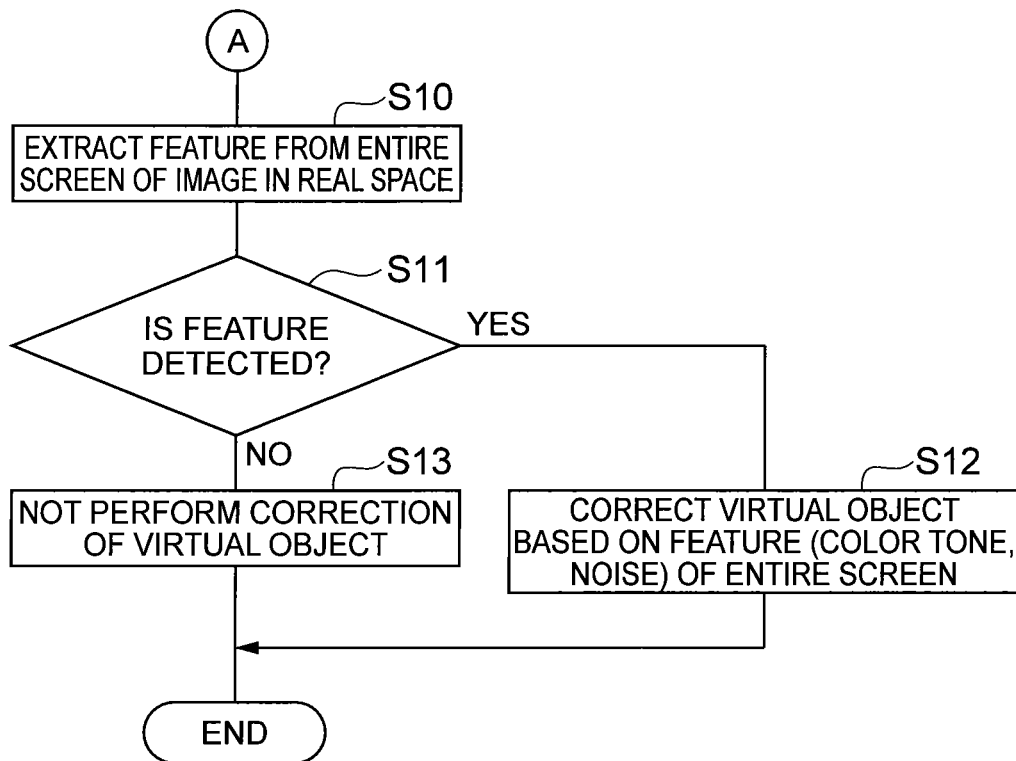 A
S10
EXTRACT FEATURE FROM ENTIRE
SCREEN OF IMAGE IN REAL SPACE
S11
IS FEATURE
DETECTED?
YES
NO
S13
NOT PERFORM CORRECTION
OF VIRTUAL OBJECT
S12
CORRECT VIRTUAL OBJECT
BASED ON FEATURE (COLOR TONE,
NOISE) OF ENTIRE SCREEN
END